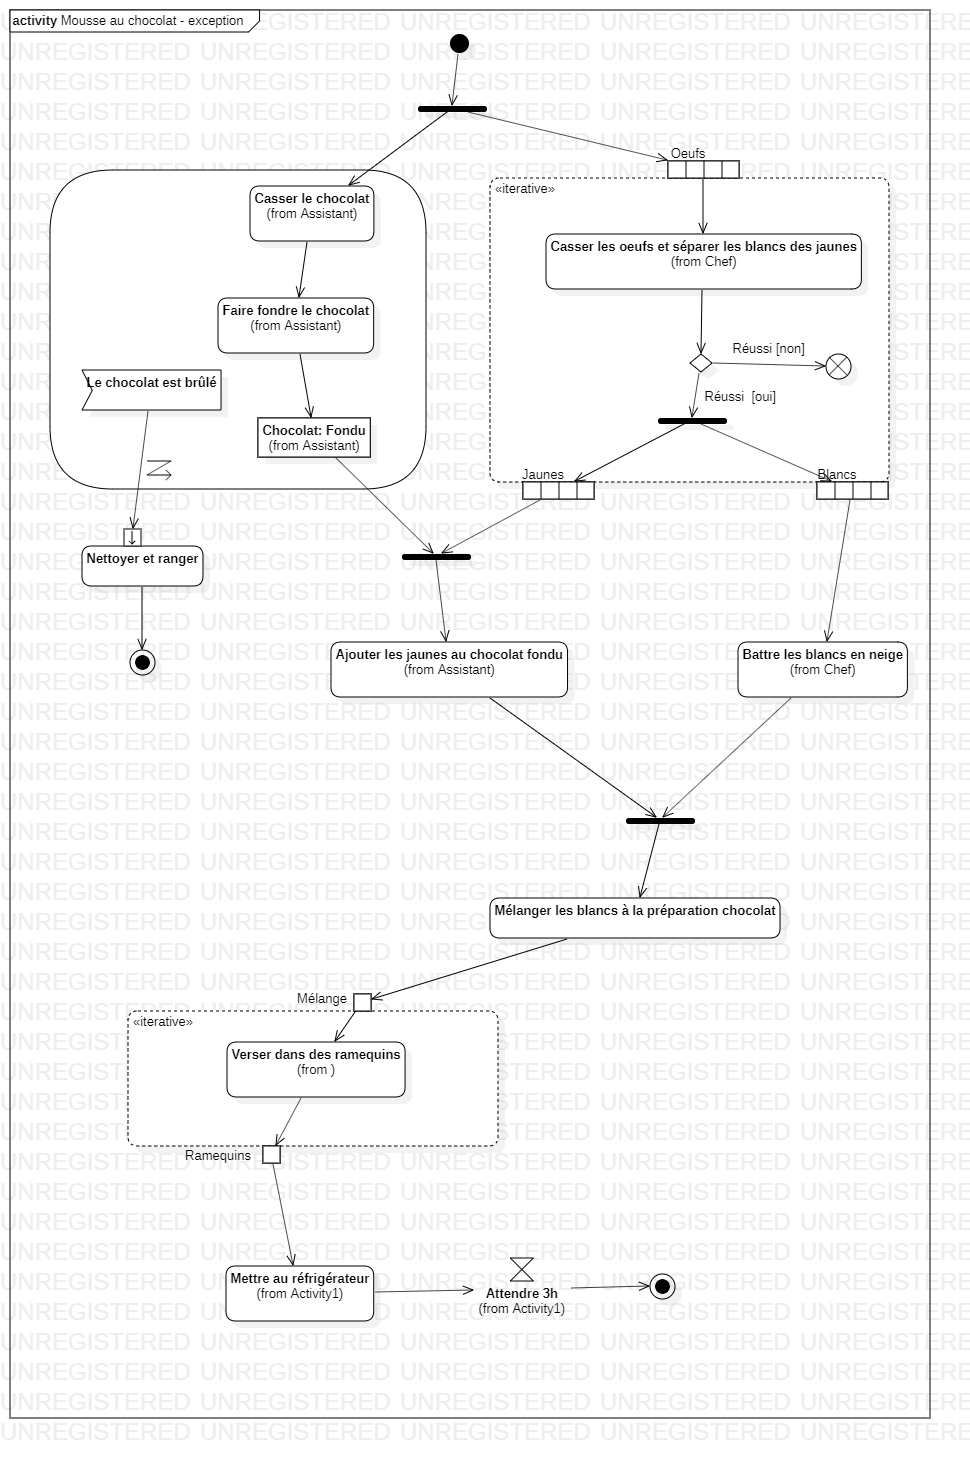 activity Mousse au chocolat - exception
Oeufs
«iterative»
Casser le chocolat
(from Assistant)
Casser les oeufs et séparer les blancs des jaunes
(from Chef)
Faire fondre le chocolat
(from Assistant)
Réussi [non]
Le chocolat est brûlé
Réussi [oui]
Chocolat: Fondu
(from Assistant)
Jaunes
Blancs
Nettoyer et ranger
Ajouter les jaunes au chocolat fondu
(from Assistant)
Battre les blancs en neige
(from Chef)
Mélanger les blancs à la préparation chocolat
Mélange
«iterative»
Verser dans des ramequins
(from )
Ramequins
Mettre au réfrigérateur
(from Activity1)
Attendre 3h
(from Activity1)
UNREGISTERED UNREGISTERED UNREGISTERED UNREGISTERED UNREGISTERED